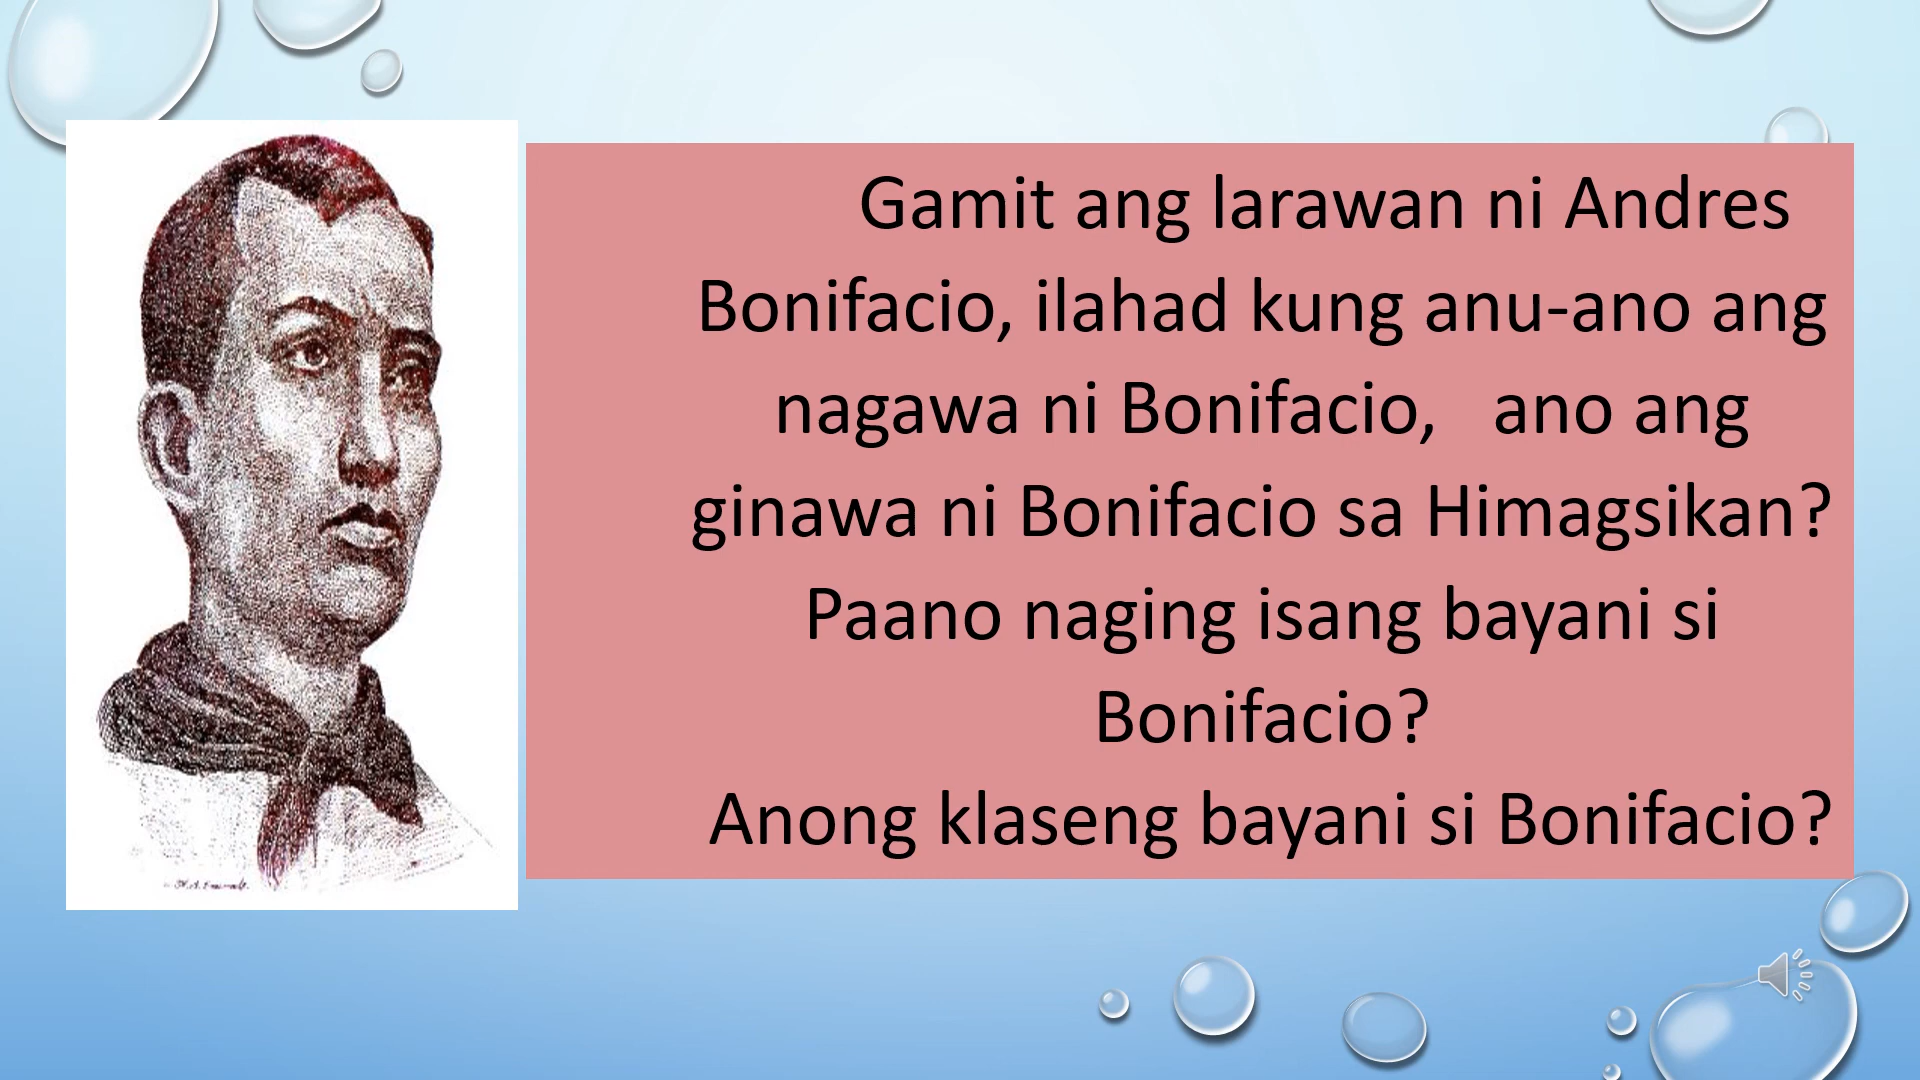 Gamit ang larawan ni Andres
Bonifacio, ilahad kung anu-ano ang
nagawa ni Bonifacio,   ano ang
ginawa ni Bonifacio sa Himagsikan?
Paano naging isang bayani si
Bonifacio?
Anong klaseng bayani si Bonifacio?